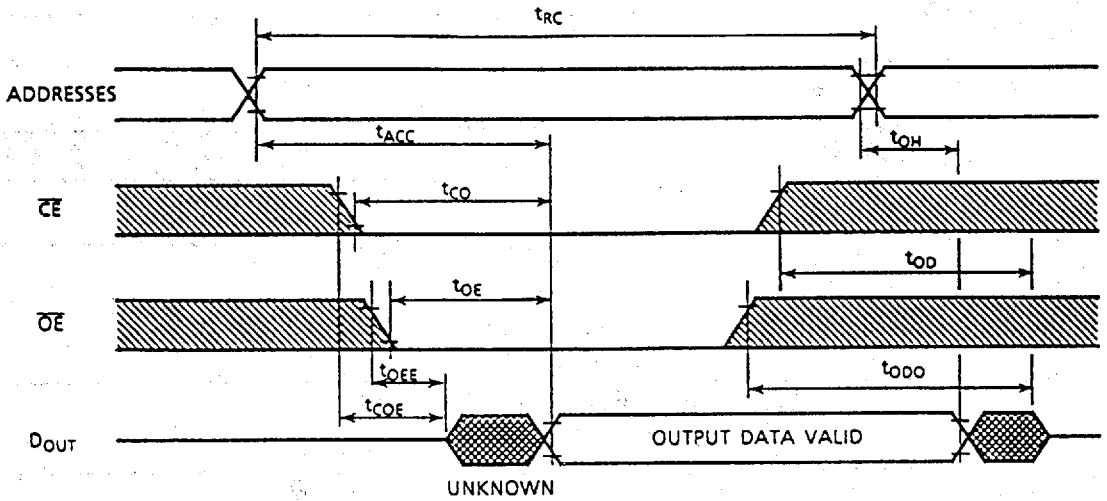 tRC
ADDRESSES
tACC
tOH
tCO
CE
tOD
tOE
OE
tOEE
tODO
tCOE
DOUT
OUTPUT DATA VALID
UNKNOWN